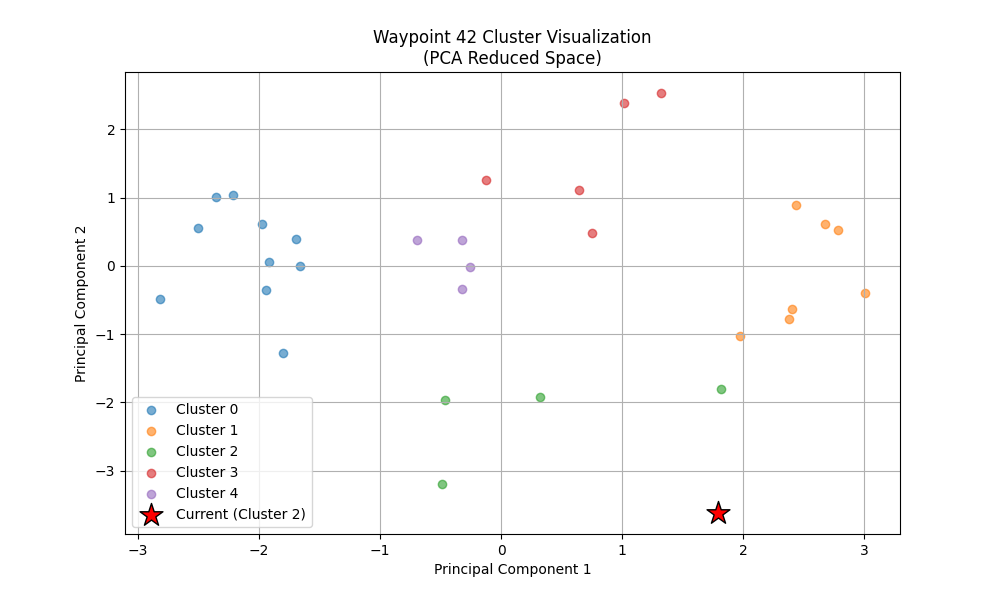 Waypoint 42 Cluster Visualization
(PCA Reduced Space)
Principal Component 2
2
1
0
−1
−2
−3
Cluster 0
Cluster 1
Cluster 2
Cluster 3
Cluster 4
Current (Cluster 2)
−3 −2 −1 0 1 2 3
Principal Component 1